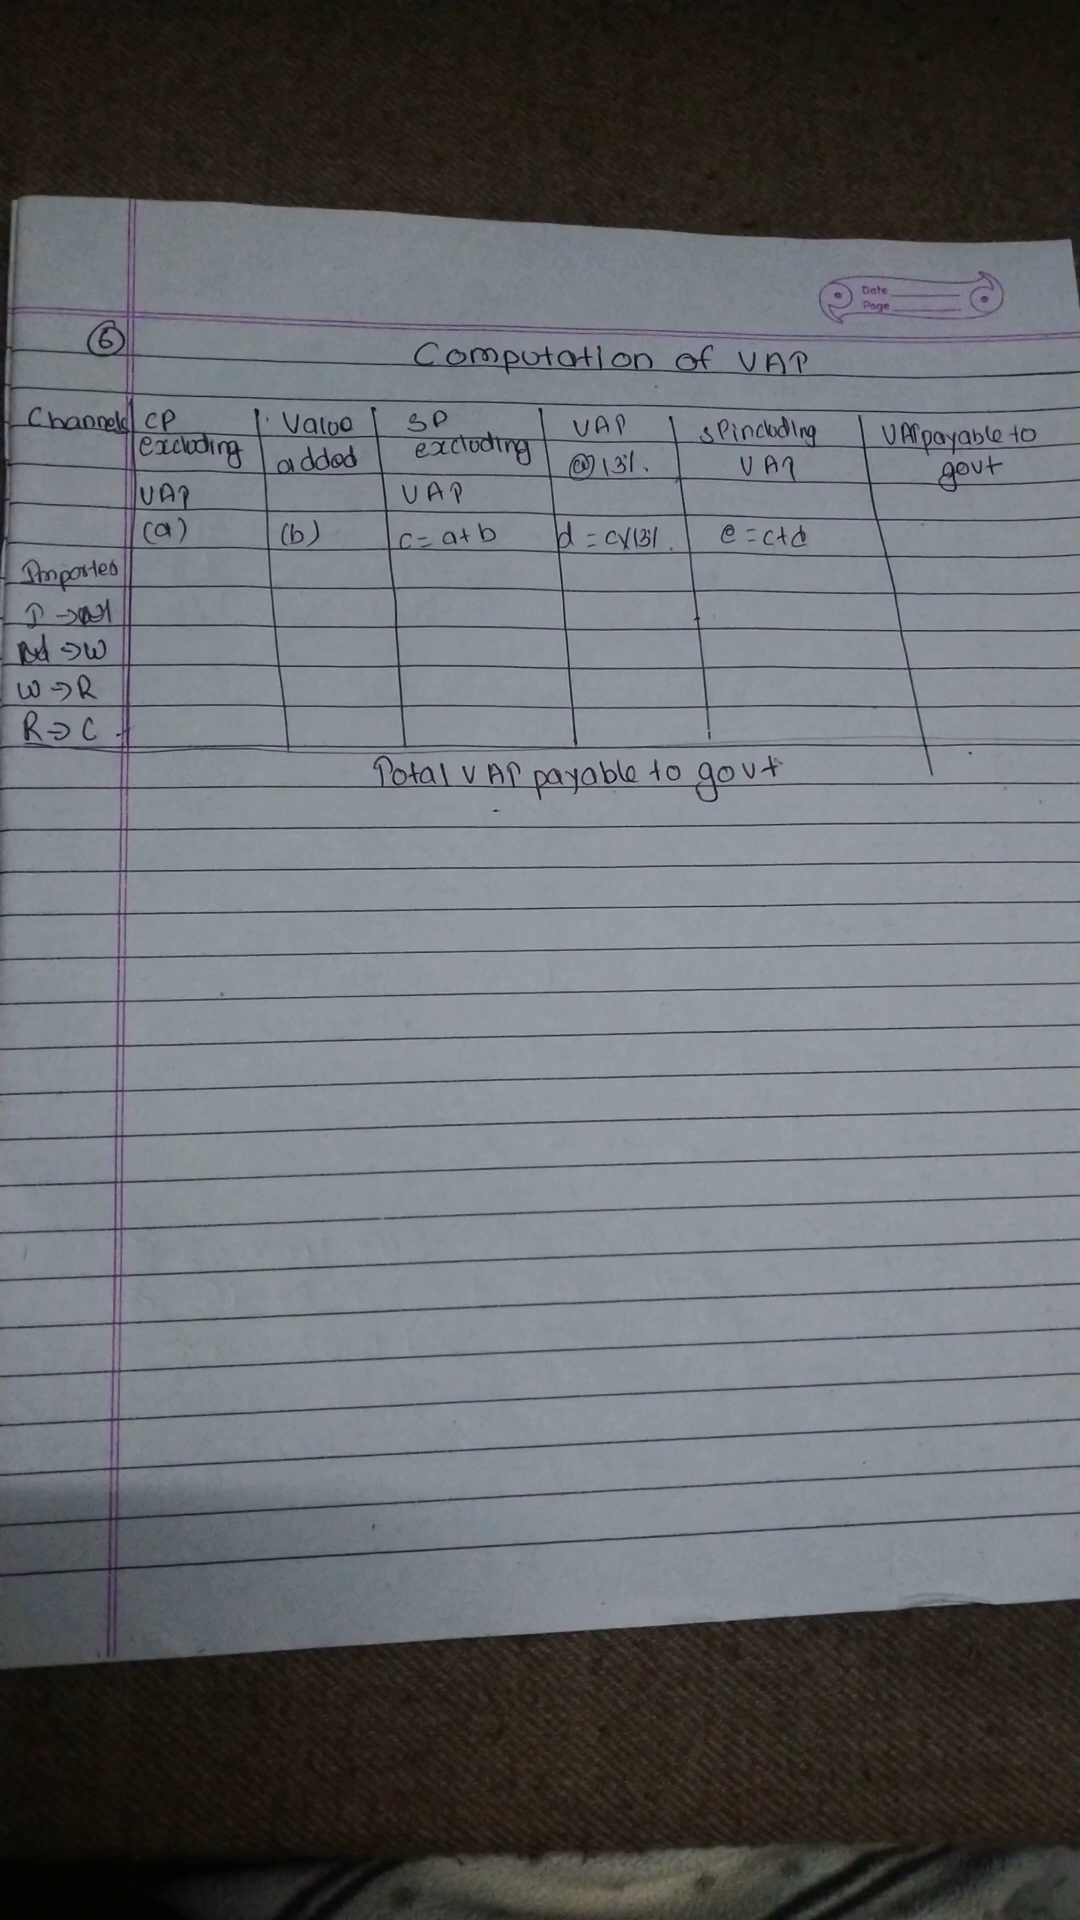 Date
Page
6
Computation of VAT
Channels CP Value SP VAT SP including VAT payable to
excluding added excluding @ 13% VAT govt
VAT VAT
(a) (b) c = a + b d = c×13% e = c+d
Importer
I → M
M → W
W → R
R → C
Total VAT payable to govt